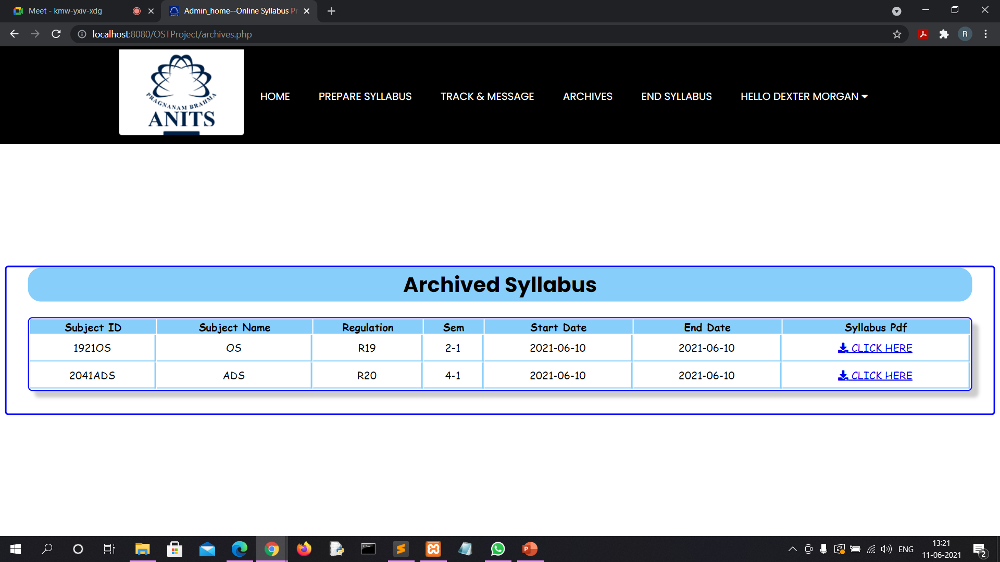 Meet - kmw-yxiv-xdg
Admin_home--Online Syllabus Pr
localhost:8080/OSTProject/archives.php
R
PRAGNANAM BRAHMA
ANITS
HOME PREPARE SYLLABUS TRACK & MESSAGE ARCHIVES END SYLLABUS HELLO DEXTER MORGAN
Archived Syllabus
Subject ID Subject Name Regulation Sem Start Date End Date Syllabus Pdf
1921OS OS R19 2-1 2021-06-10 2021-06-10 CLICK HERE
2041ADS ADS R20 4-1 2021-06-10 2021-06-10 CLICK HERE
ENG
13:21
11-06-2021
2